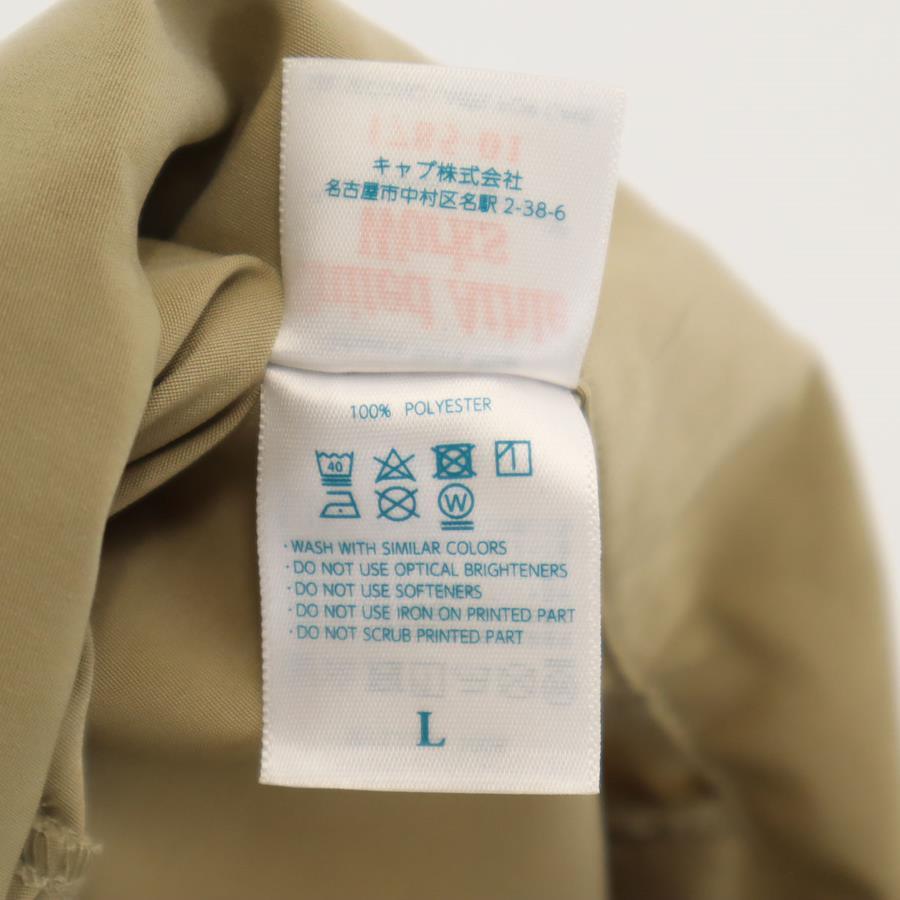 キャブ株式会社
名古屋市中村区名駅 2-38-6
100% POLYESTER
40
W
・WASH WITH SIMILAR COLORS
・DO NOT USE OPTICAL BRIGHTENERS
・DO NOT USE SOFTENERS
・DO NOT USE IRON ON PRINTED PART
・DO NOT SCRUB PRINTED PART
L